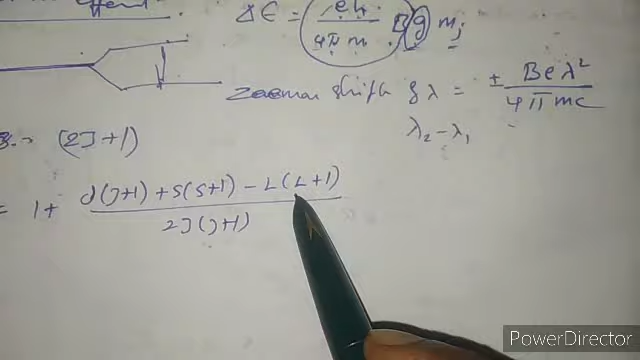 effect
ΔE = (eh / 4πm) B g mj
Zeeman shift δλ = ± Beλ² / 4πmc
λ₂ - λ₁
(2J+1)
= 1 + J(J+1) + S(S+1) - L(L+1) / 2J(J+1)
PowerDirector